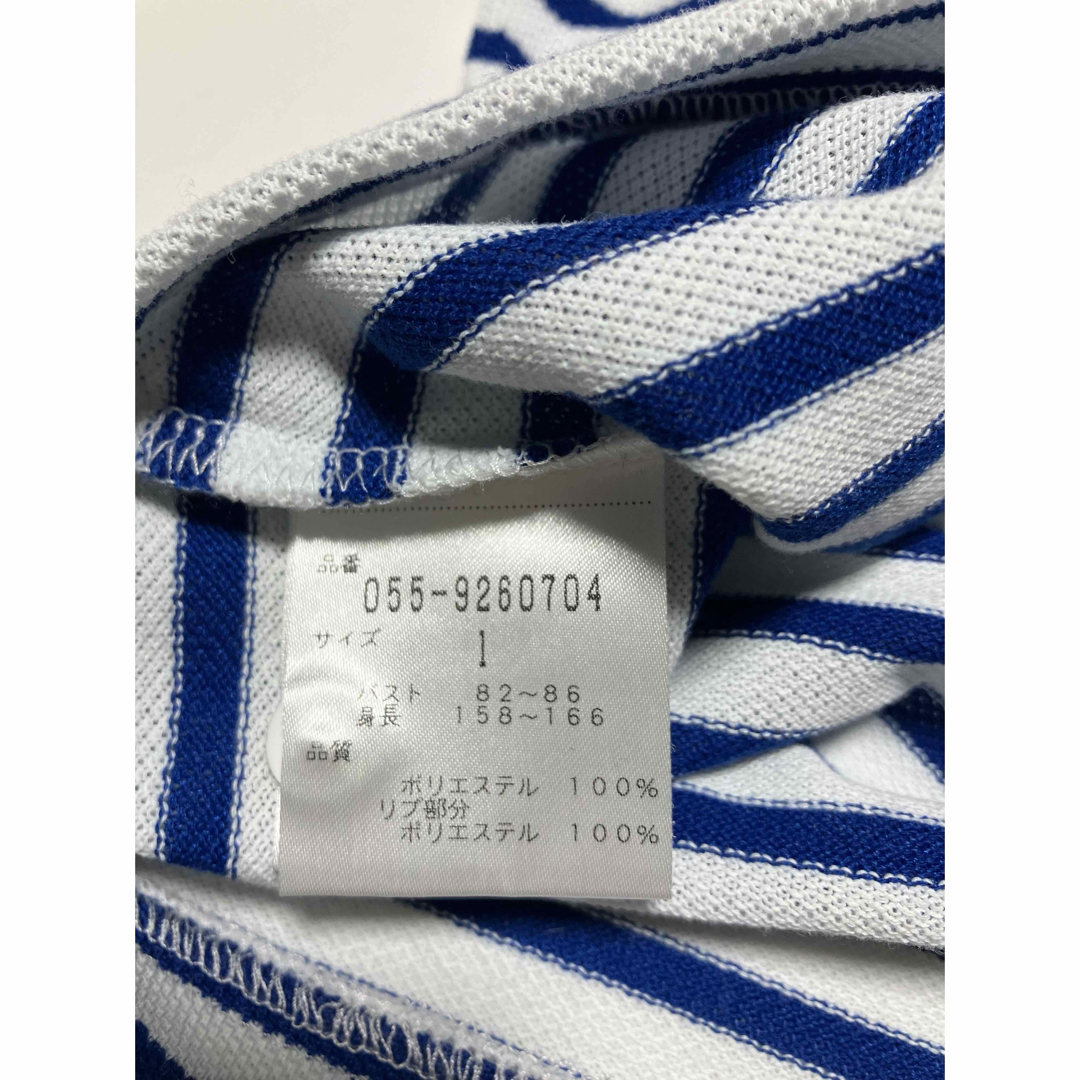 品番
055-9260704
サイズ 1
バスト 82～86
身長 158～166
品質
ポリエステル 100%
リブ部分
ポリエステル 100%